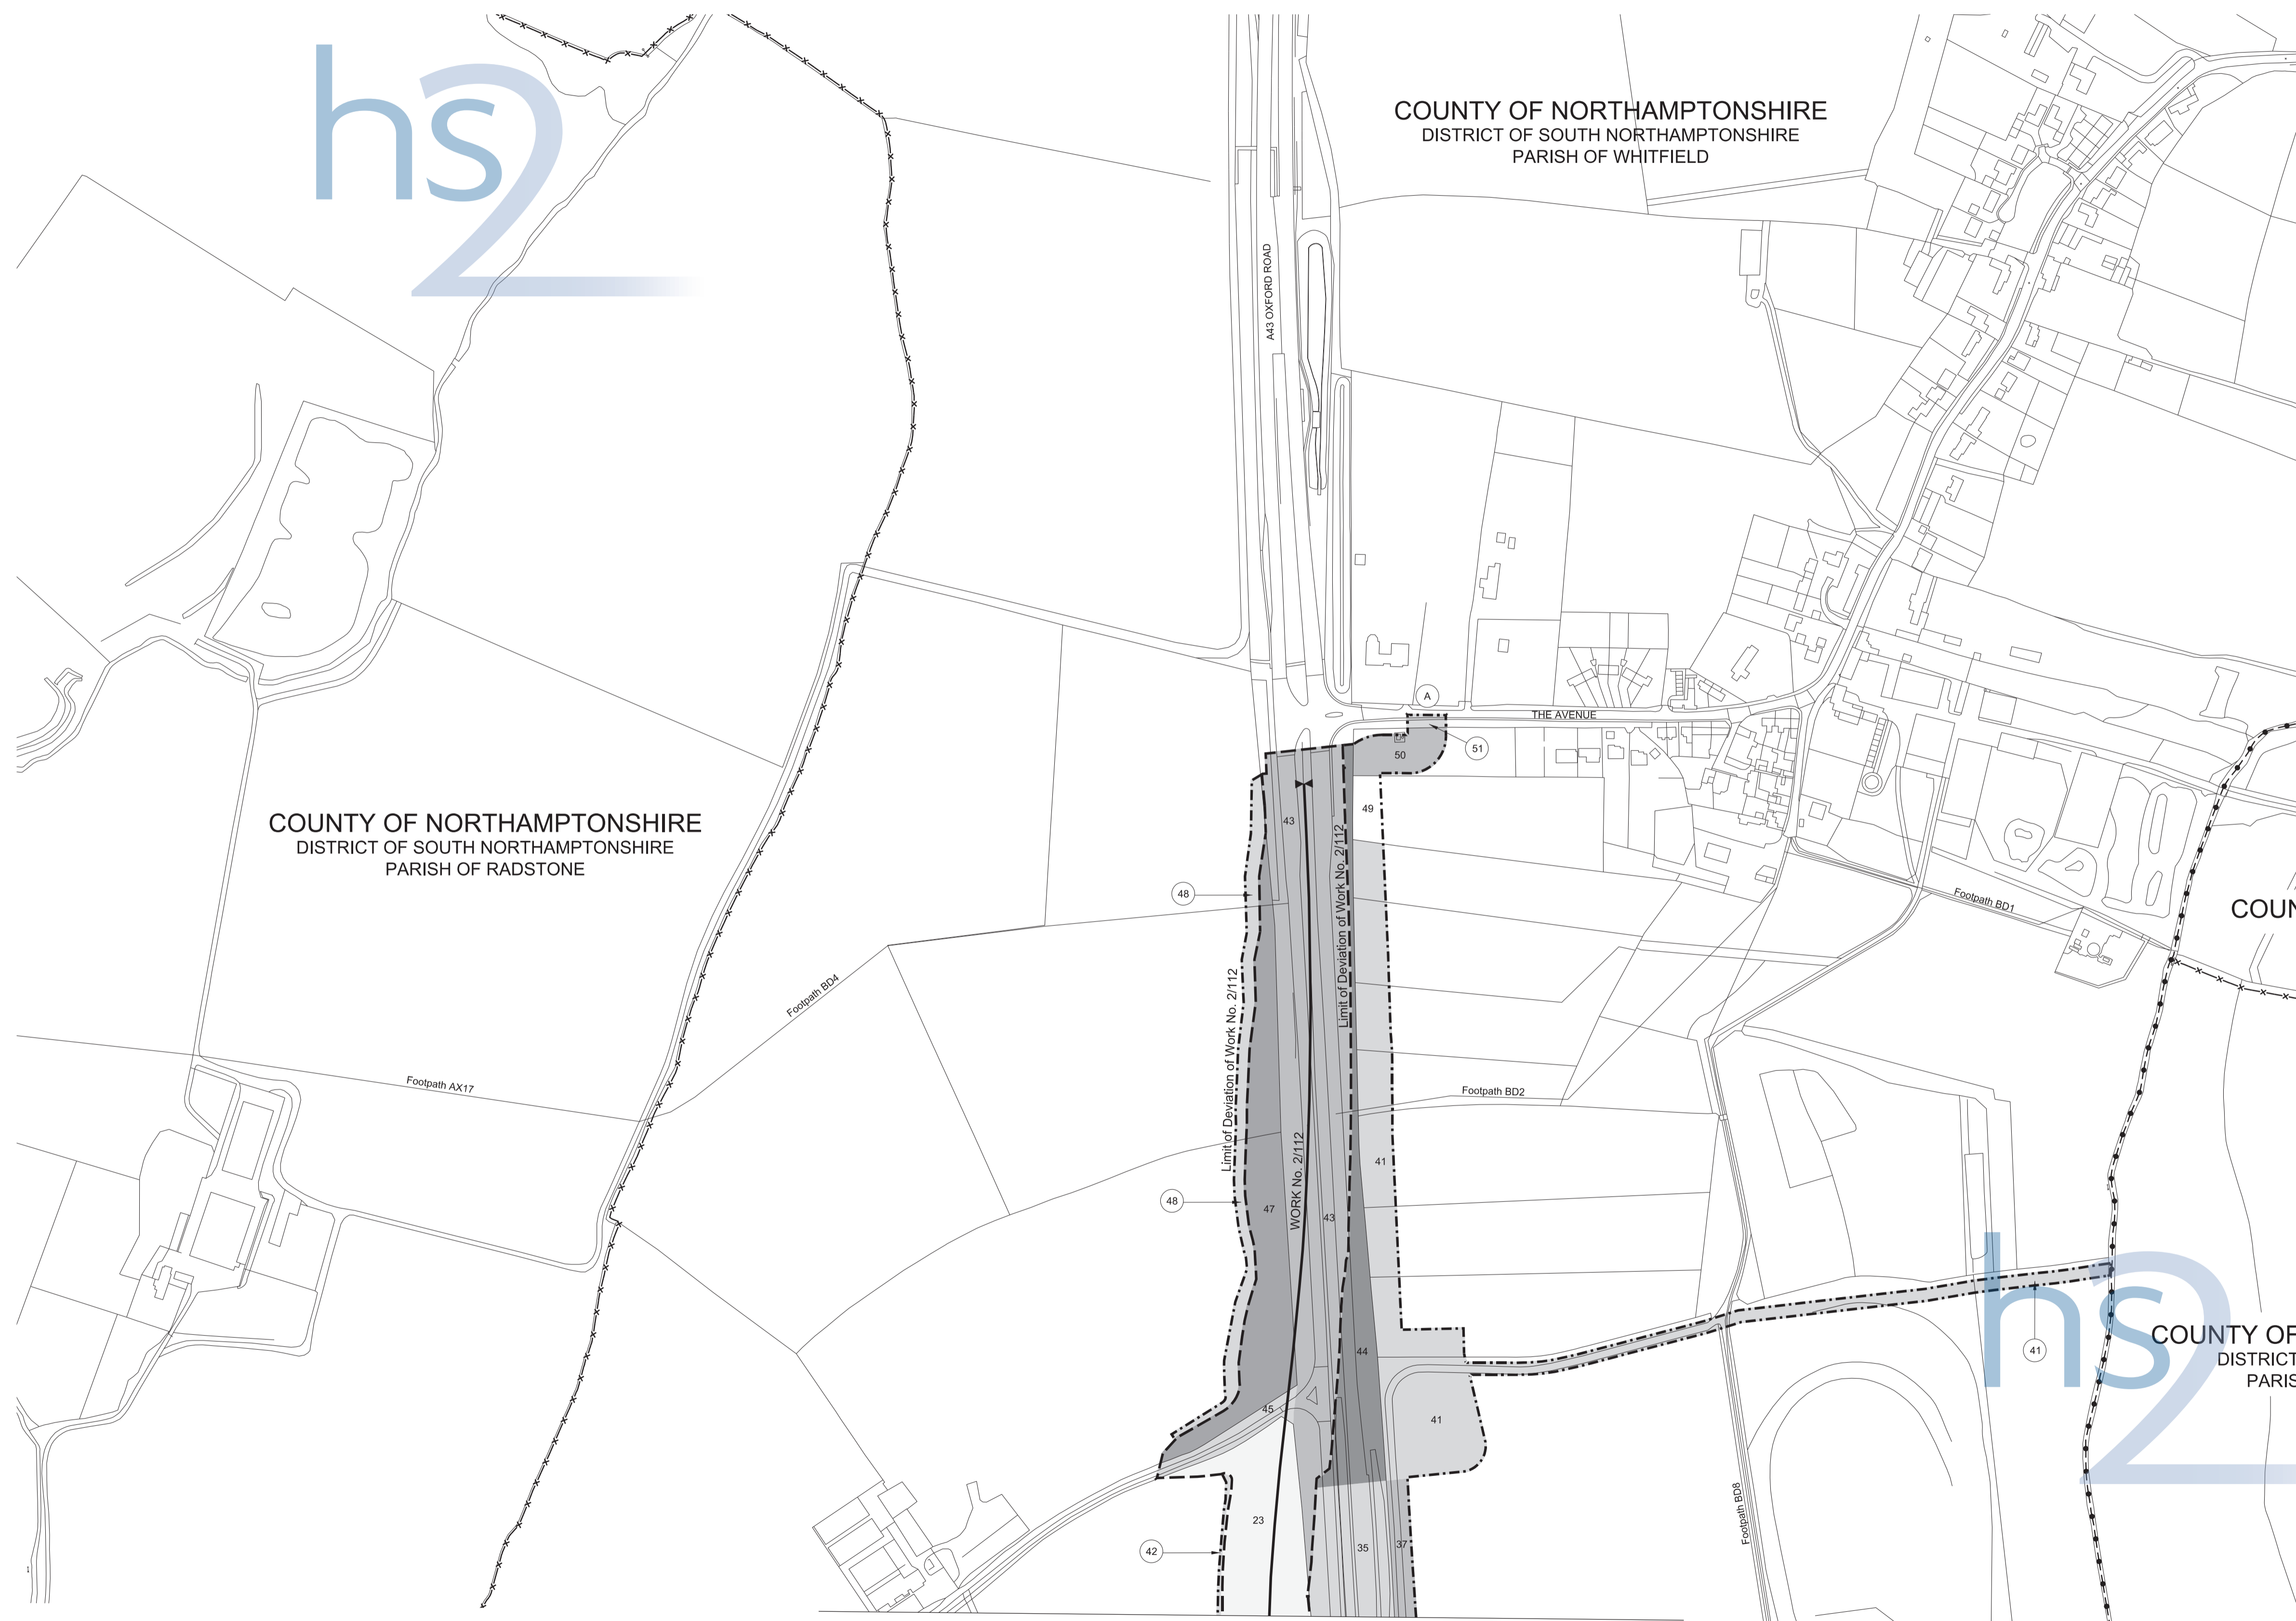 hs2
COUNTY OF NORTHAMPTONSHIRE
DISTRICT OF SOUTH NORTHAMPTONSHIRE
PARISH OF WHITFIELD
A43 OXFORD ROAD
A
THE AVENUE
51
50
49
43
COUNTY OF NORTHAMPTONSHIRE
DISTRICT OF SOUTH NORTHAMPTONSHIRE
PARISH OF RADSTONE
48
Limit of Deviation of Work No. 2/112
Footpath BD1
COUN
Footpath BD4
Limit of Deviation of Work No. 2/112
Footpath AX17
Footpath BD2
WORK No. 2/112
41
48
47
43
hs2
COUNTY OF
DISTRICT
PARIS
41
44
45
41
Footpath BD8
23
42
35
37